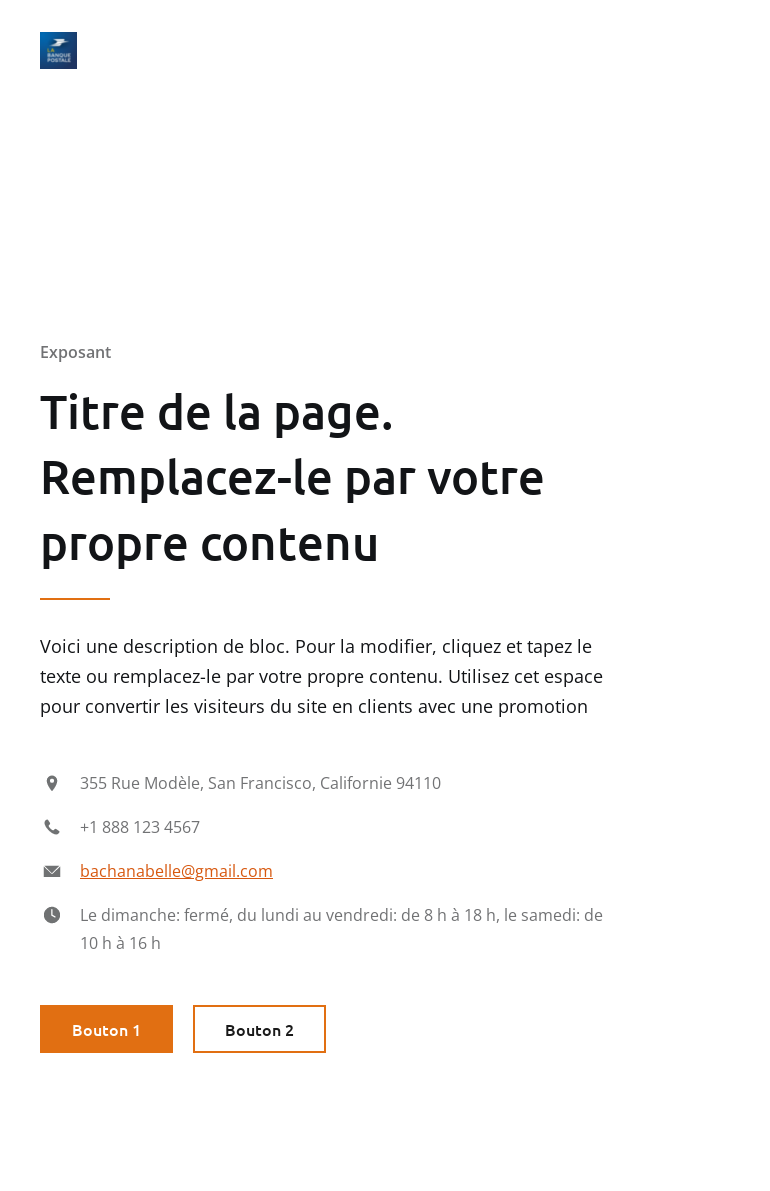 LA
BANQUE
POSTALE
Exposant
Titre de la page.
Remplacez-le par votre
propre contenu
Voici une description de bloc. Pour la modifier, cliquez et tapez le
texte ou remplacez-le par votre propre contenu. Utilisez cet espace
pour convertir les visiteurs du site en clients avec une promotion
355 Rue Modèle, San Francisco, Californie 94110
+1 888 123 4567
bachanabelle@gmail.com
Le dimanche: fermé, du lundi au vendredi: de 8 h à 18 h, le samedi: de
10 h à 16 h
Bouton 1
Bouton 2